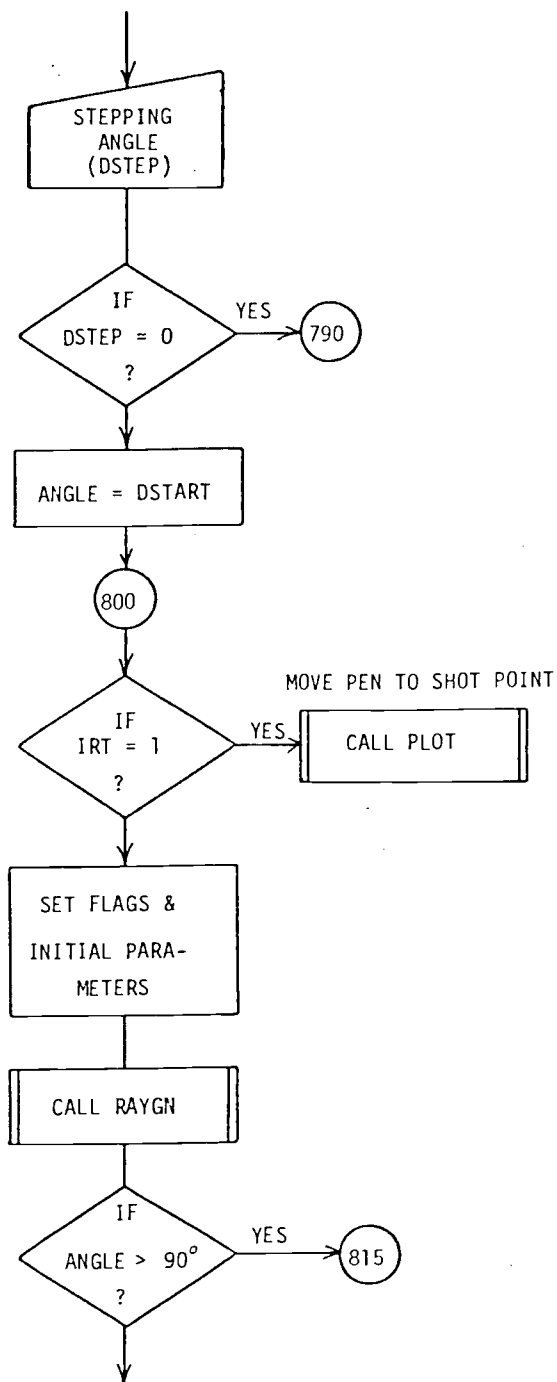 STEPPING
ANGLE
(DSTEP)
IF
DSTEP = 0
?
YES
790
ANGLE = DSTART
800
IF
IRT = 1
?
YES
MOVE PEN TO SHOT POINT
CALL PLOT
SET FLAGS &
INITIAL PARA-
METERS
CALL RAYGN
IF
ANGLE > 90°
?
YES
815